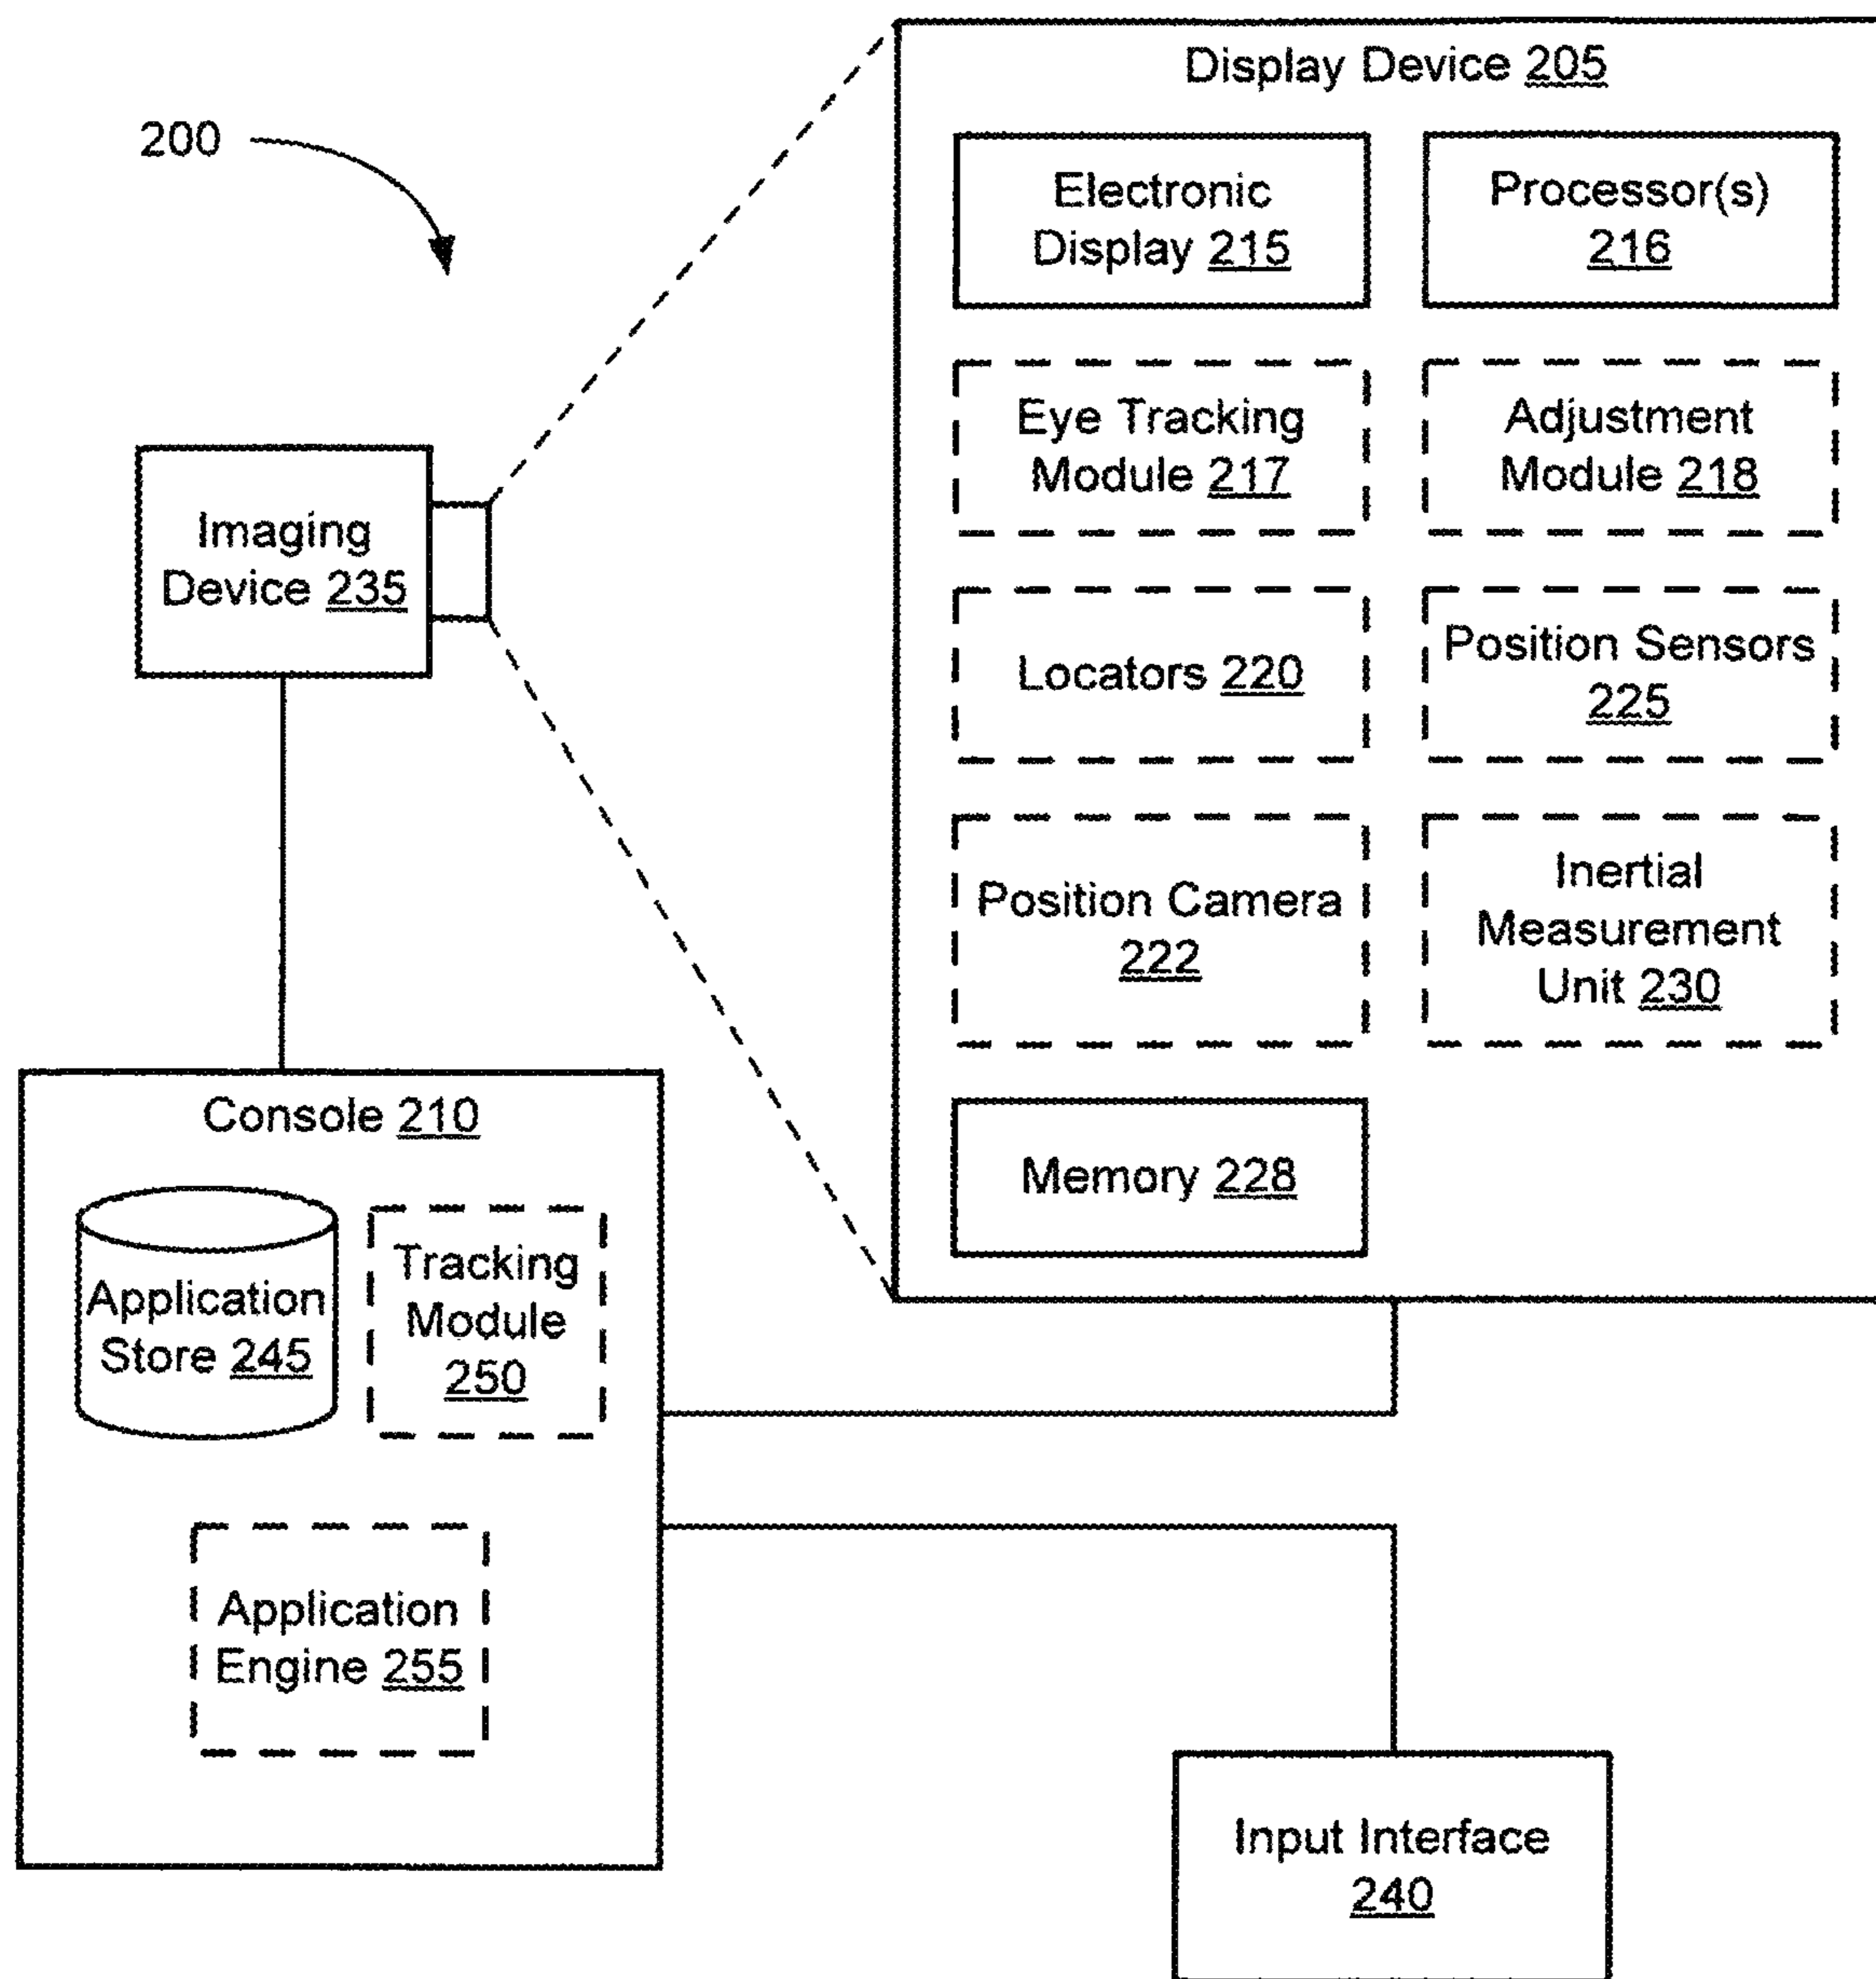 200
Display Device 205
Electronic
Display 215
Processor(s)
216
Eye Tracking
Module 217
Adjustment
Module 218
Locators 220
Position Sensors
225
Position Camera
222
Inertial
Measurement
Unit 230
Memory 228
Imaging
Device 235
Console 210
Application
Store 245
Tracking
Module
250
Application
Engine 255
Input Interface
240